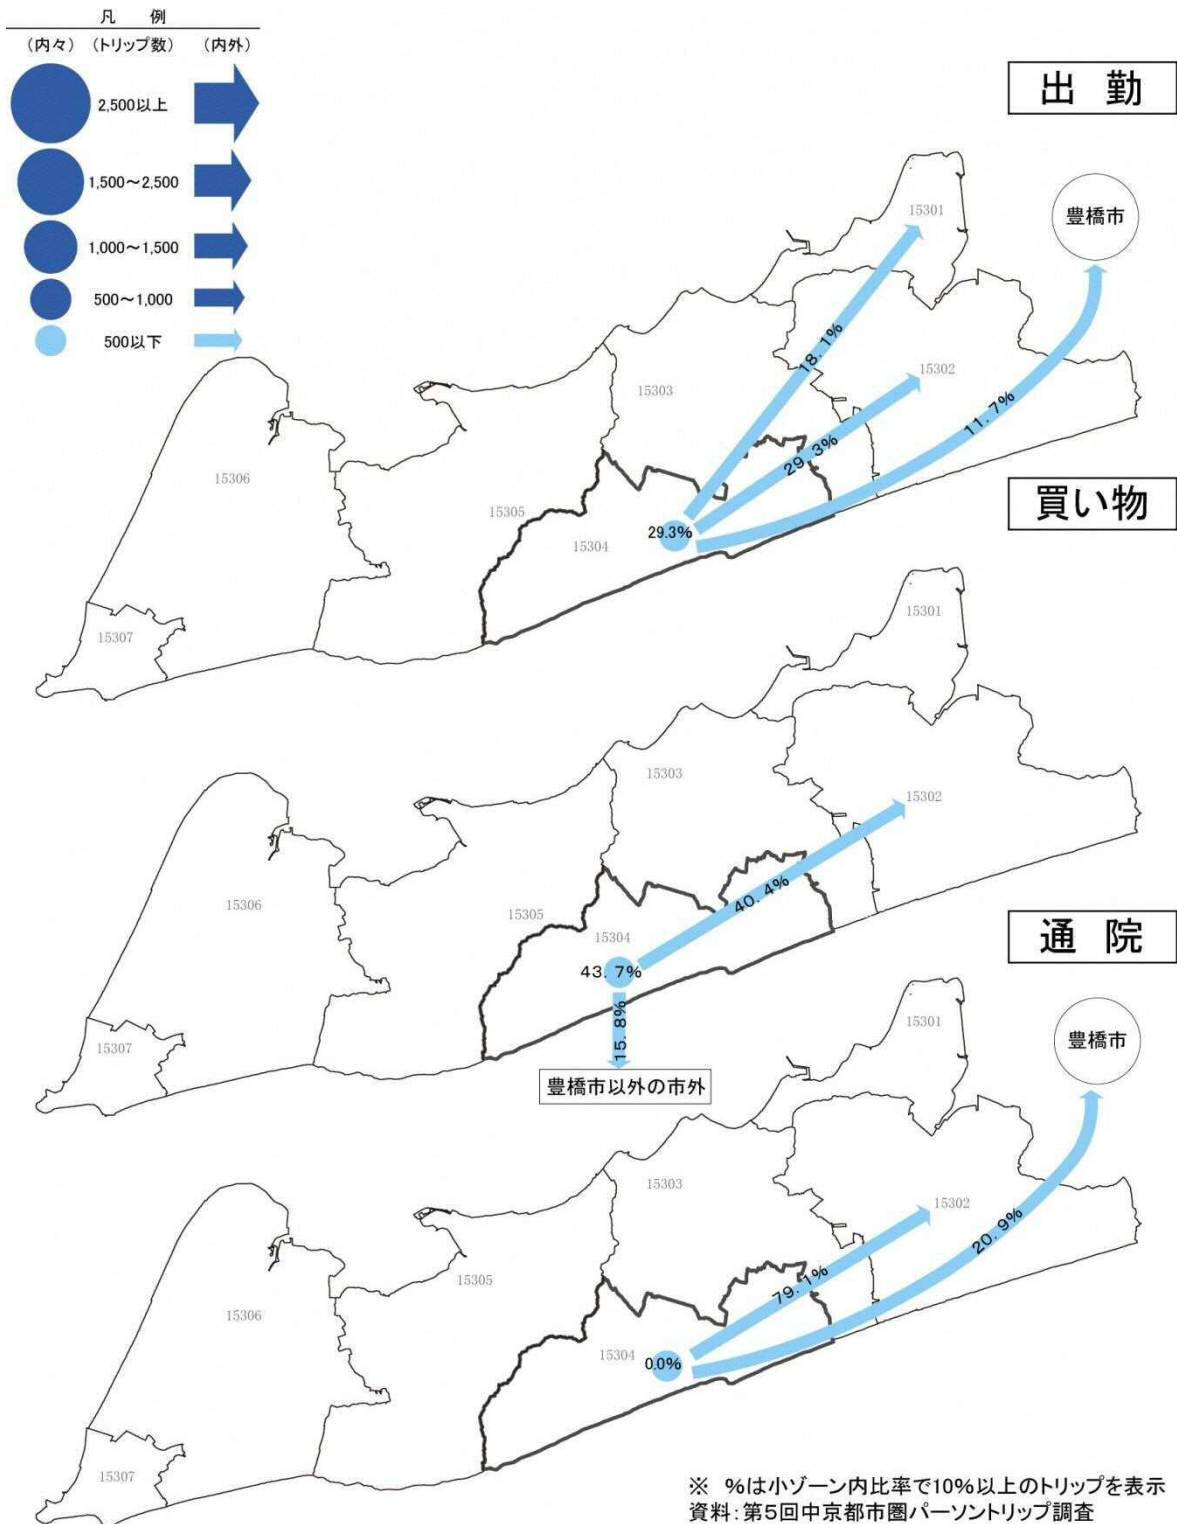 凡　例
(内々)　(トリップ数)　(内外)
2,500以上
1,500～2,500
1,000～1,500
500～1,000
500以下
出　勤
15301
豊橋市
18.1%
15302
15303
11.7%
29.3%
15306
15305
29.3%
15304
15307
買い物
15301
15303
15302
40.4%
15306
15305
15304
43.7%
15.8%
15307
豊橋市以外の市外
通　院
15301
豊橋市
15303
15302
20.9%
79.1%
15305
15306
15304
0.0%
15307
※　%は小ゾーン内比率で10%以上のトリップを表示
資料：第5回中京都市圏パーソントリップ調査